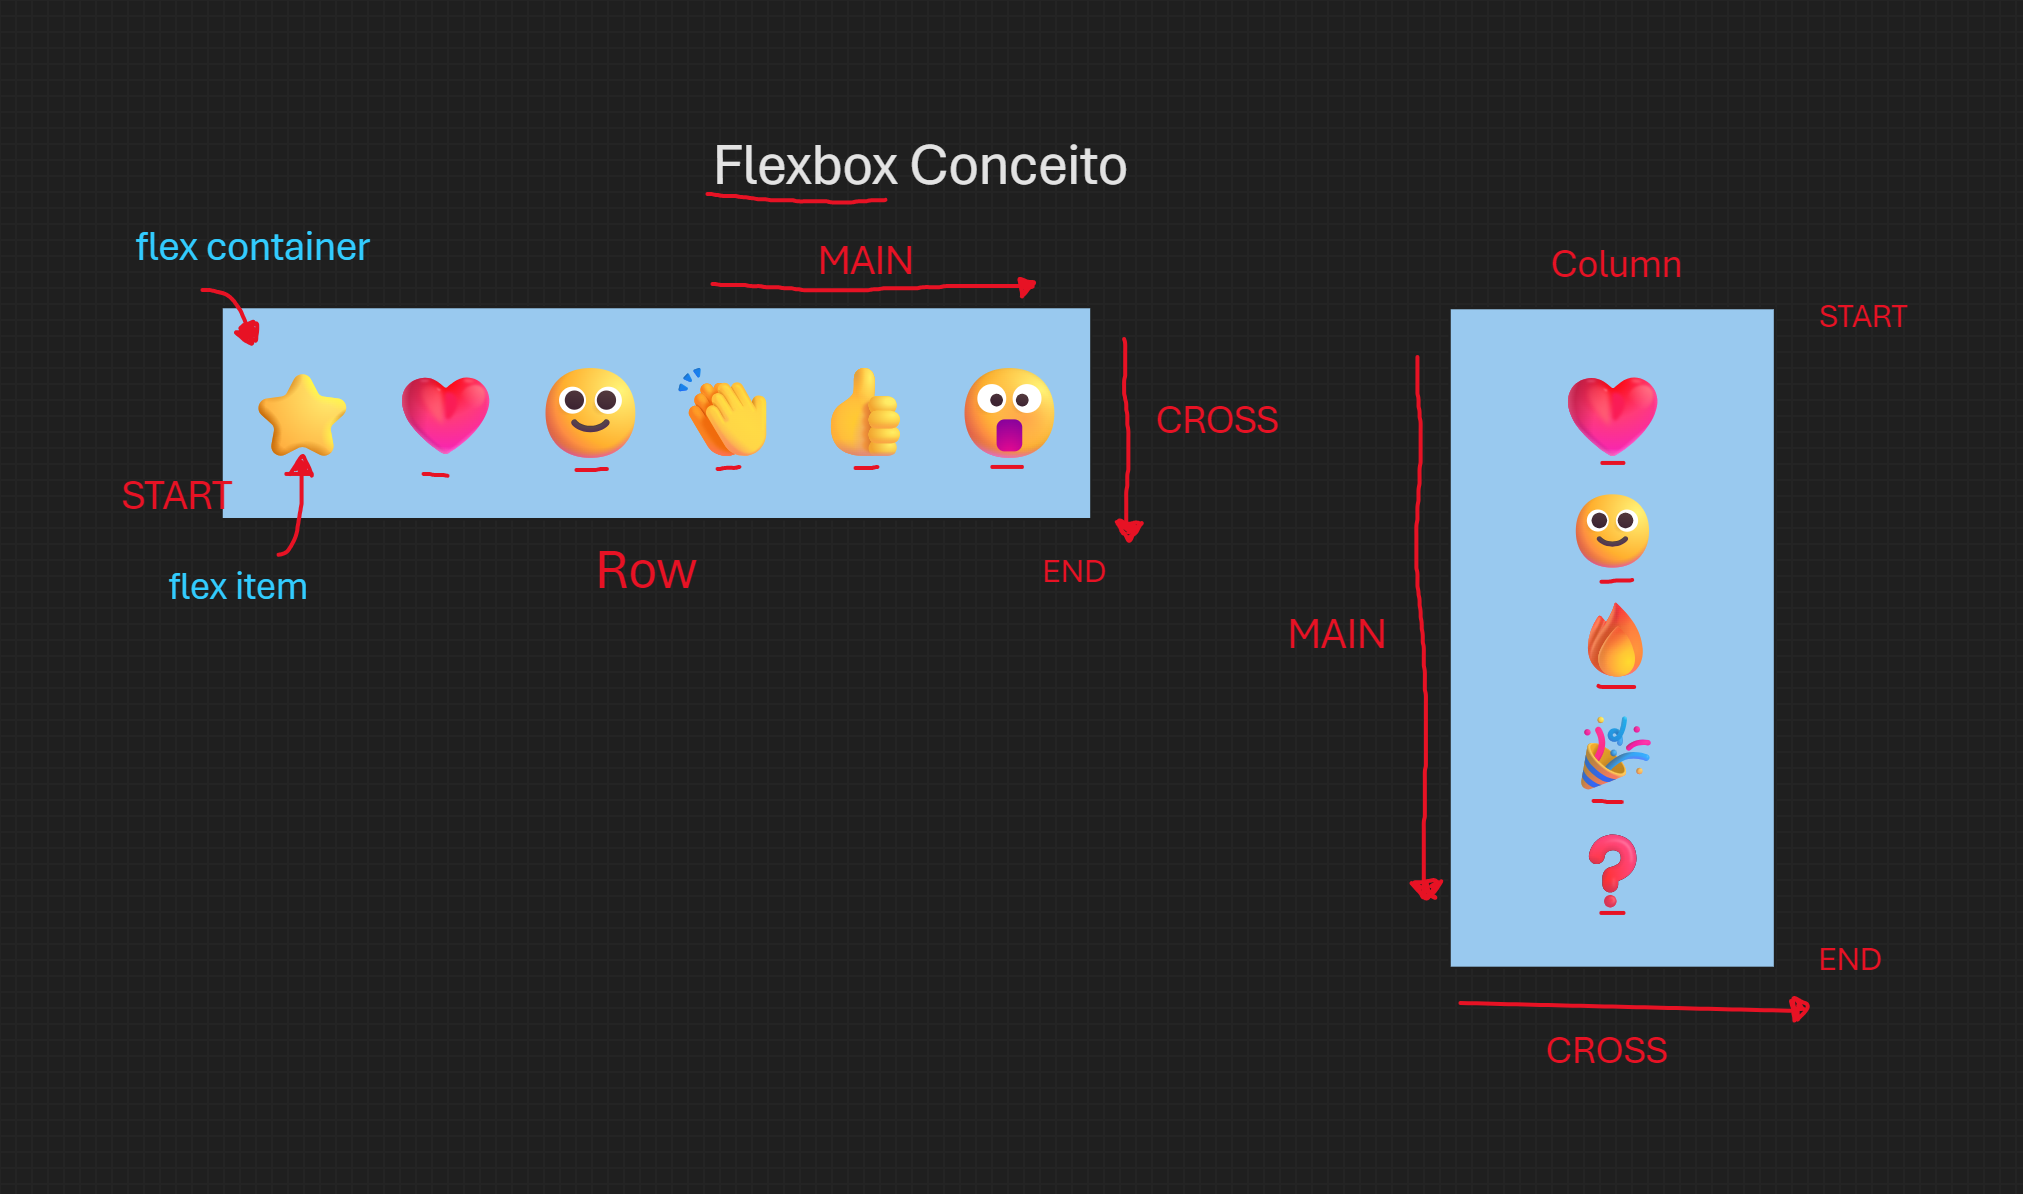 Flexbox Conceito
flex container
MAIN
CROSS
START
flex item
Row
END
Column
START
MAIN
END
CROSS